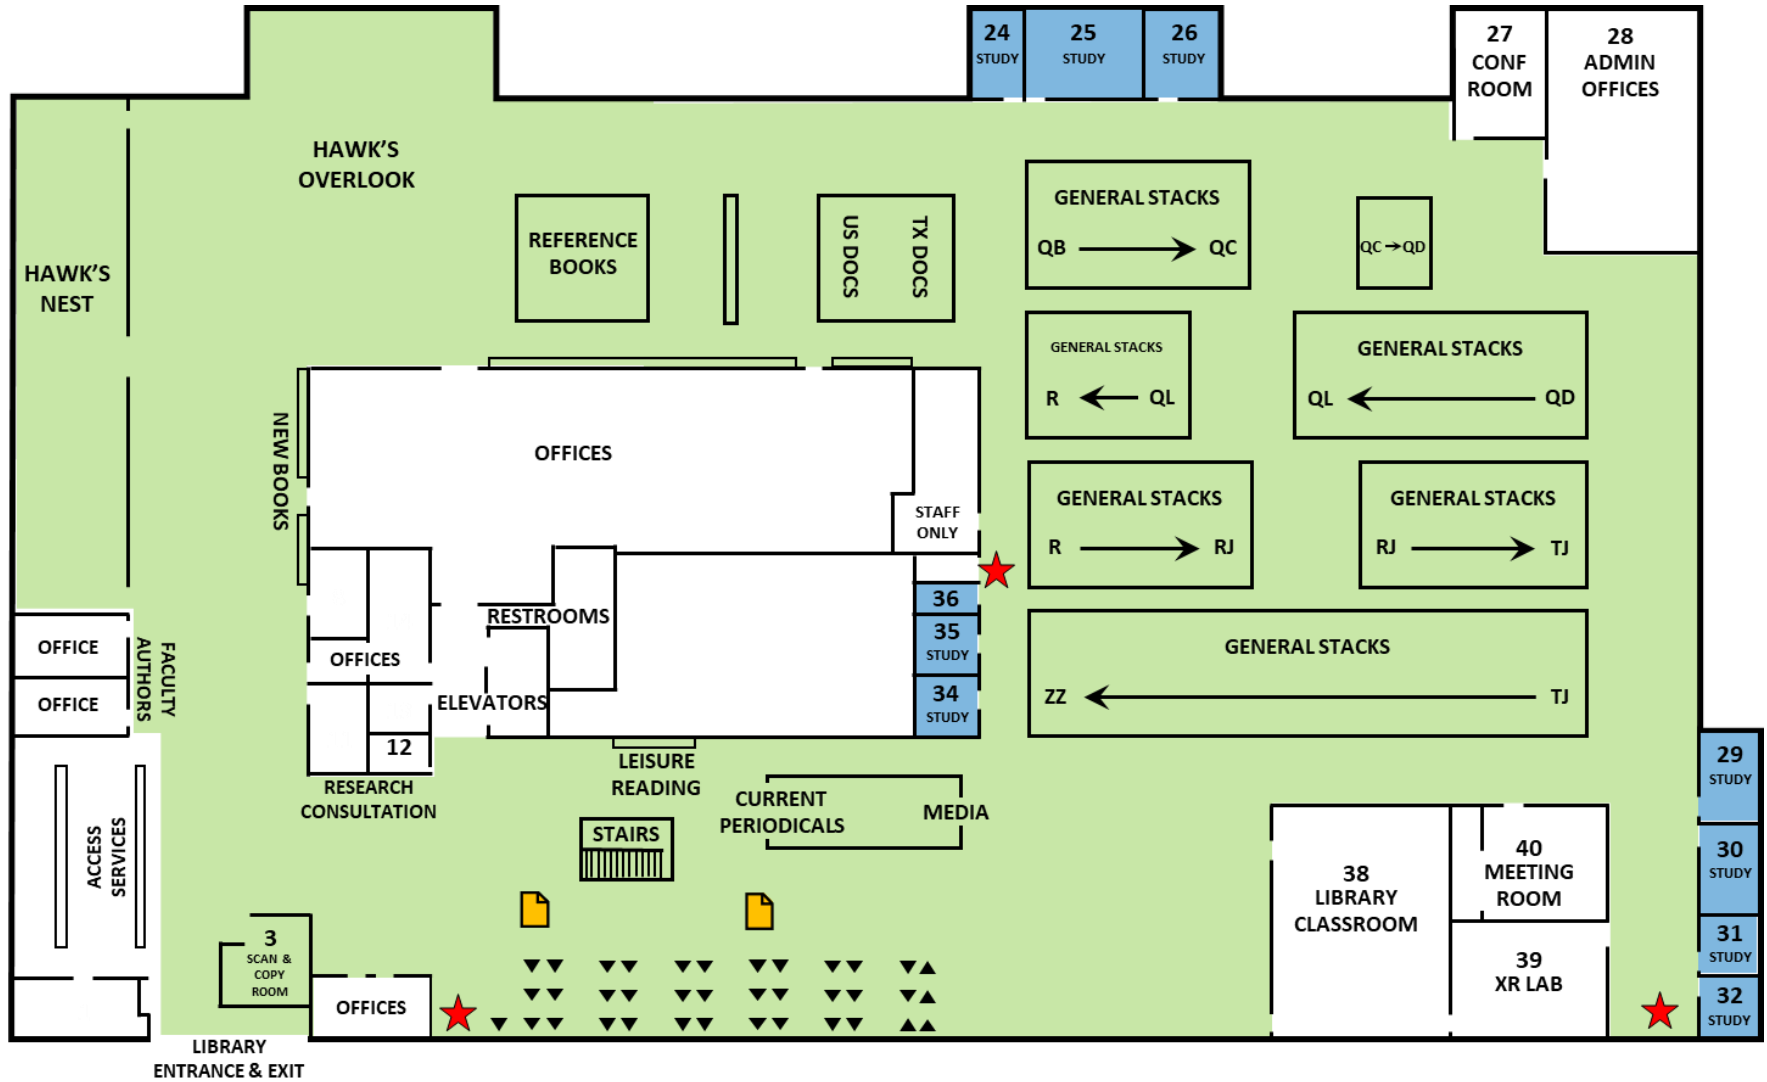 24
STUDY
25
STUDY
26
STUDY
27
CONF
ROOM
28
ADMIN
OFFICES
HAWK'S
OVERLOOK
HAWK'S
NEST
REFERENCE
BOOKS
US DOCS
TX DOCS
GENERAL STACKS
QB
QC
QC
QD
GENERAL STACKS
R
QL
GENERAL STACKS
QL
QD
NEW BOOKS
OFFICES
STAFF
ONLY
GENERAL STACKS
R
RJ
GENERAL STACKS
RJ
TJ
36
35
STUDY
34
STUDY
RESTROOMS
OFFICES
ELEVATORS
12
RESEARCH
CONSULTATION
OFFICE
OFFICE
FACULTY
AUTHORS
GENERAL STACKS
ZZ
TJ
LEISURE
READING
CURRENT
PERIODICALS
MEDIA
STAIRS
ACCESS
SERVICES
3
SCAN &
COPY
ROOM
OFFICES
38
LIBRARY
CLASSROOM
40
MEETING
ROOM
39
XR LAB
29
STUDY
30
STUDY
31
STUDY
32
STUDY
LIBRARY
ENTRANCE & EXIT